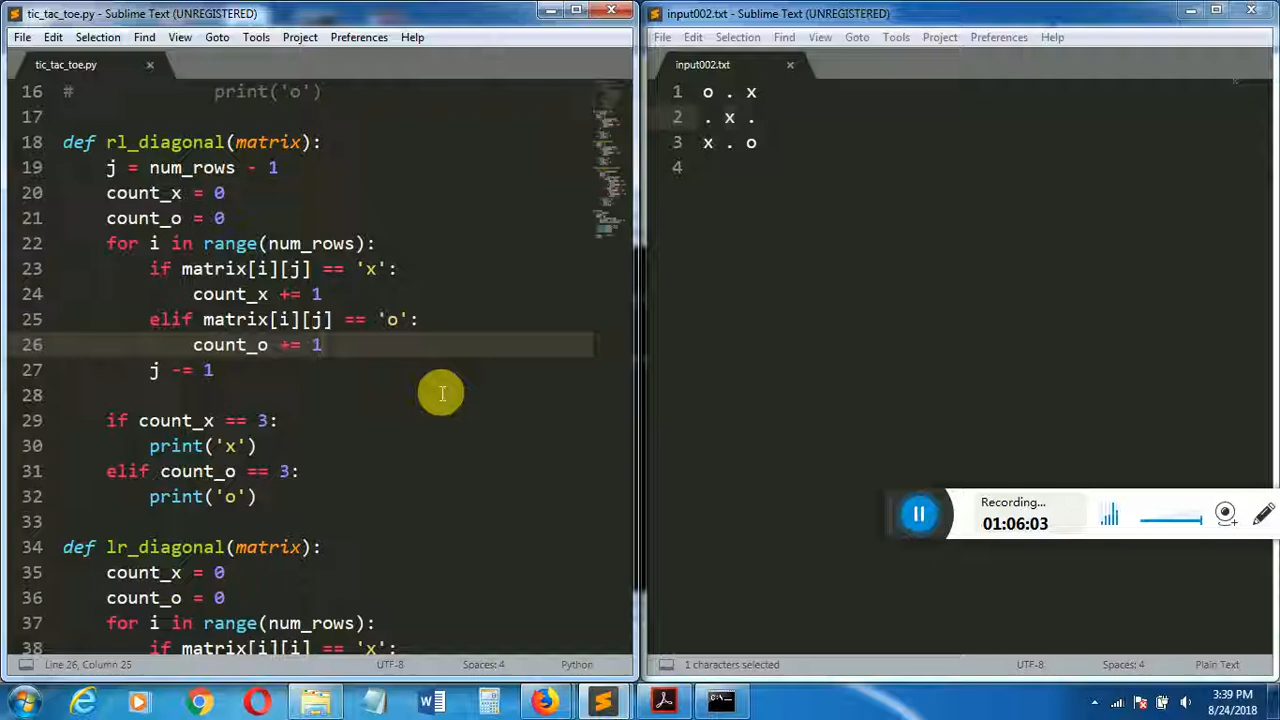 tic_tac_toe.py - Sublime Text (UNREGISTERED)
File Edit Selection Find View Goto Tools Project Preferences Help
tic_tac_toe.py
16 # print('o')
17
18 def rl_diagonal(matrix):
19 j = num_rows - 1
20 count_x = 0
21 count_o = 0
22 for i in range(num_rows):
23 if matrix[i][j] == 'x':
24 count_x += 1
25 elif matrix[i][j] == 'o':
26 count_o += 1
27 j -= 1
28
29 if count_x == 3:
30 print('x')
31 elif count_o == 3:
32 print('o')
33
34 def lr_diagonal(matrix):
35 count_x = 0
36 count_o = 0
37 for i in range(num_rows):
38 if matrix[i][i] == 'x':
Line 26, Column 25 UTF-8 Spaces: 4 Python
input002.txt - Sublime Text (UNREGISTERED)
File Edit Selection Find View Goto Tools Project Preferences Help
input002.txt
1 o . x
2 . x .
3 x . o
4
Recording...
01:06:03
1 characters selected UTF-8 Spaces: 4 Plain Text
C:\
3:39 PM
8/24/2018